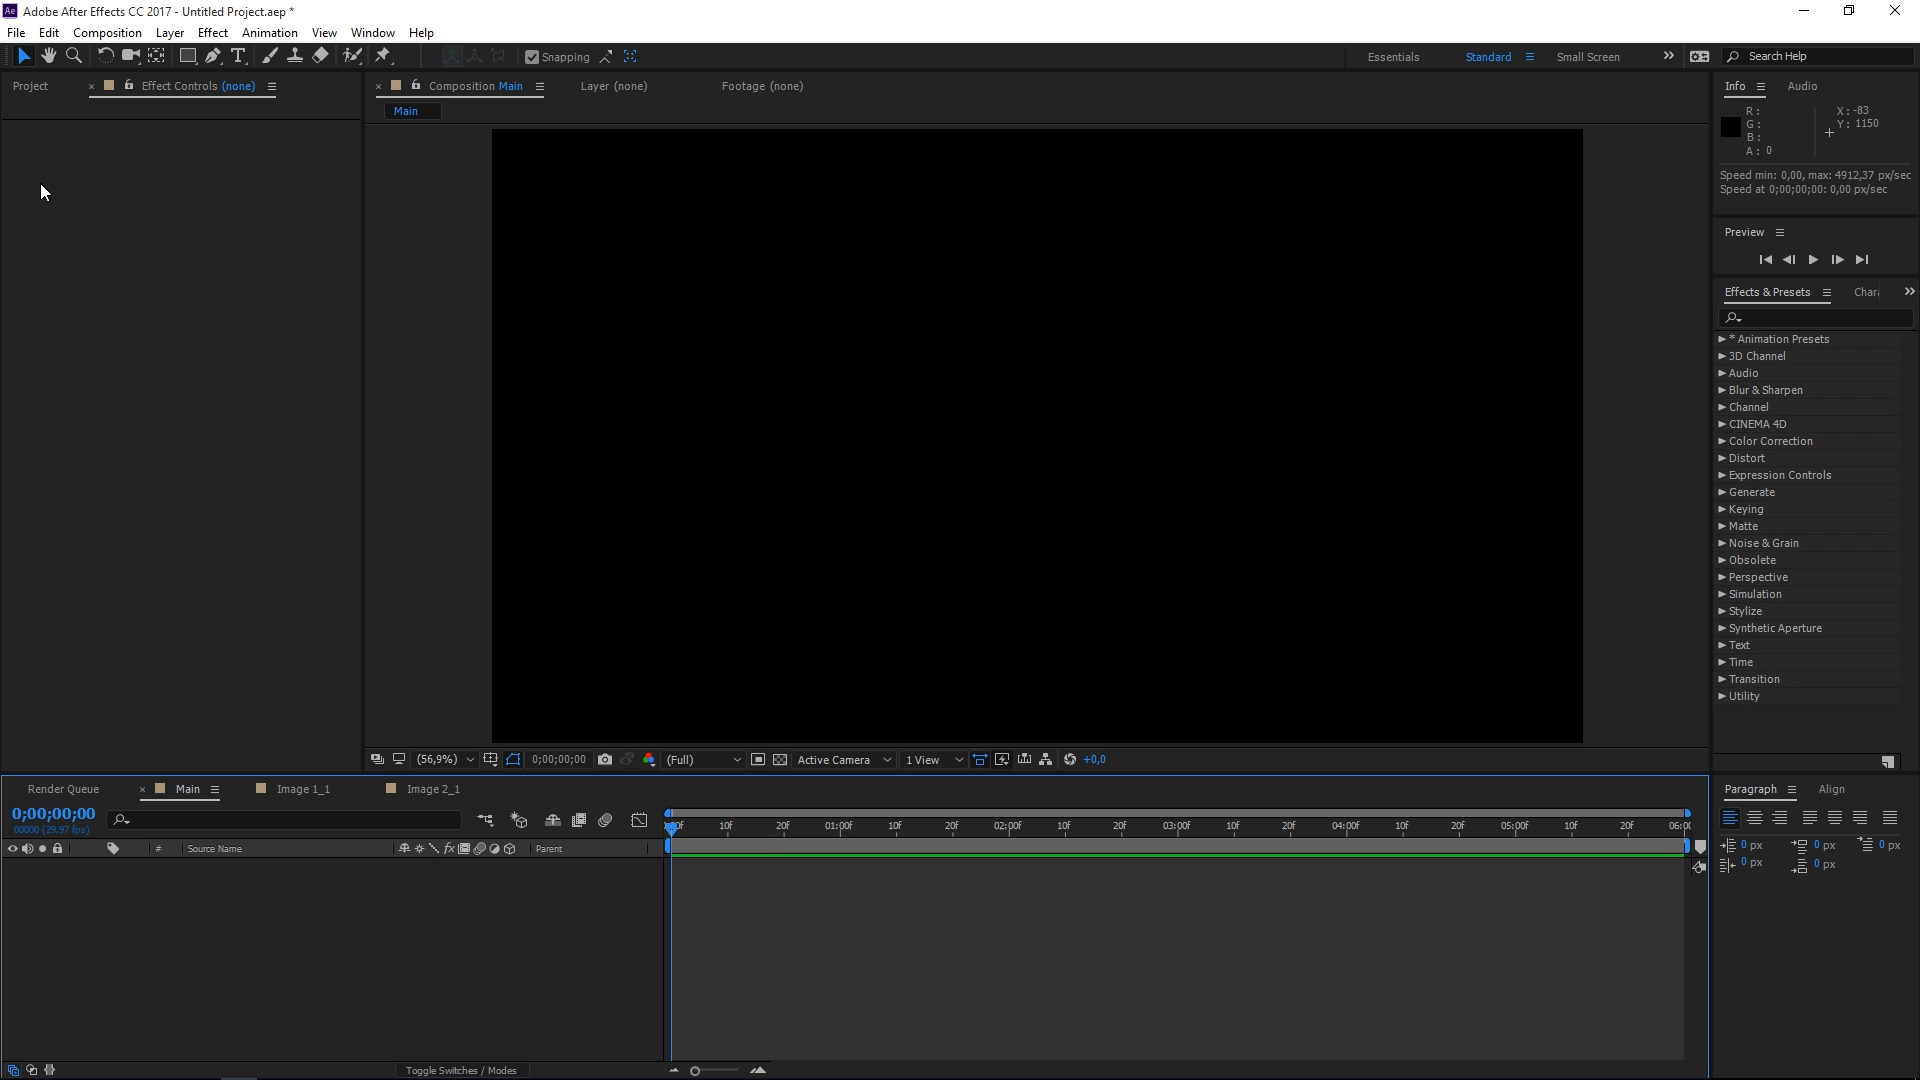 Ae Adobe After Effects CC 2017 - Untitled Project.aep *
File Edit Composition Layer Effect Animation View Window Help
Snapping Essentials Standard Small Screen Search Help
Project Effect Controls (none) Composition Main Layer (none) Footage (none) Info Audio
Main
R: X: -83
G: Y: 1150
B:
A: 0
Speed min: 0,00, max: 4912,37 px/sec
Speed at 0;00;00;00: 0,00 px/sec
Preview
Effects & Presets
* Animation Presets
3D Channel
Audio
Blur & Sharpen
Channel
CINEMA 4D
Color Correction
Distort
Expression Controls
Generate
Keying
Matte
Noise & Grain
Obsolete
Perspective
Simulation
Stylize
Synthetic Aperture
Text
Time
Transition
Utility
(56,9%) 0;00;00;00 (Full) Active Camera 1 View +0,0
Render Queue Main Image 1_1 Image 2_1 Paragraph Align
0;00;00;00
00000 (29.97 fps)
10f 20f 01:00f 10f 20f 02:00f 10f 20f 03:00f 10f 20f 04:00f 10f 20f 05:00f 10f 20f
# Source Name fx Parent
0 px 0 px 0 px
0 px 0 px
Toggle Switches / Modes